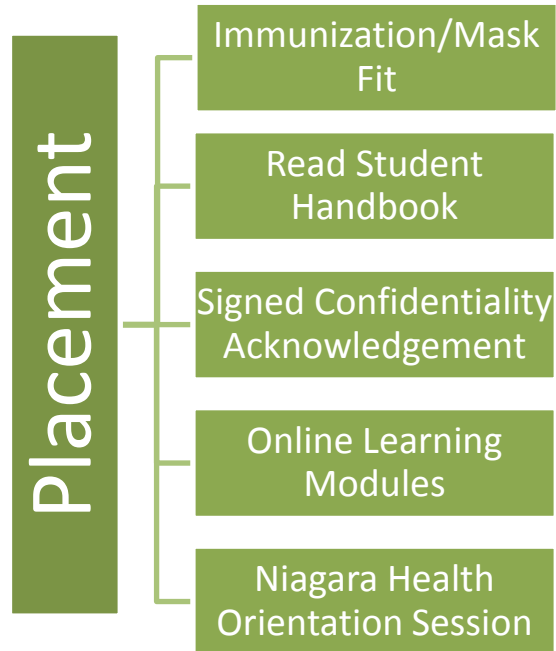 Placement
Immunization/Mask
Fit
Read Student
Handbook
Signed Confidentiality
Acknowledgement
Online Learning
Modules
Niagara Health
Orientation Session